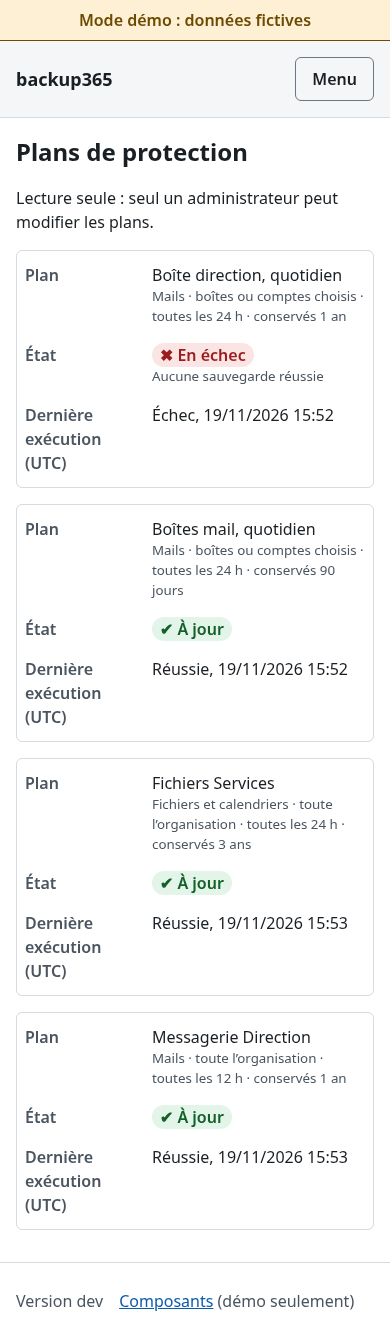 Mode démo : données fictives
backup365
Menu
Plans de protection
Lecture seule : seul un administrateur peut
modifier les plans.
Plan
Boîte direction, quotidien
Mails · boîtes ou comptes choisis ·
toutes les 24 h · conservés 1 an
État
✖ En échec
Aucune sauvegarde réussie
Dernière
exécution
(UTC)
Échec, 19/11/2026 15:52
Plan
Boîtes mail, quotidien
Mails · boîtes ou comptes choisis ·
toutes les 24 h · conservés 90
jours
État
✔ À jour
Dernière
exécution
(UTC)
Réussie, 19/11/2026 15:52
Plan
Fichiers Services
Fichiers et calendriers · toute
l’organisation · toutes les 24 h ·
conservés 3 ans
État
✔ À jour
Dernière
exécution
(UTC)
Réussie, 19/11/2026 15:53
Plan
Messagerie Direction
Mails · toute l’organisation ·
toutes les 12 h · conservés 1 an
État
✔ À jour
Dernière
exécution
(UTC)
Réussie, 19/11/2026 15:53
Version dev Composants (démo seulement)